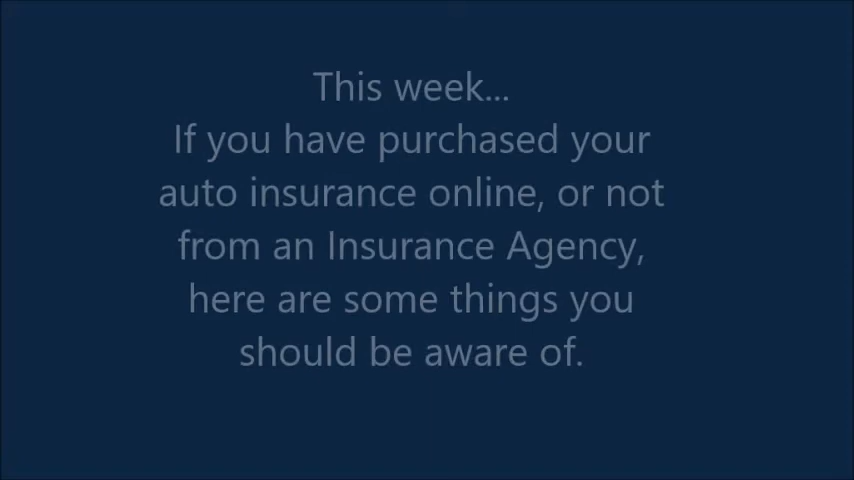 This week...
If you have purchased your
auto insurance online, or not
from an Insurance Agency,
here are some things you
should be aware of.